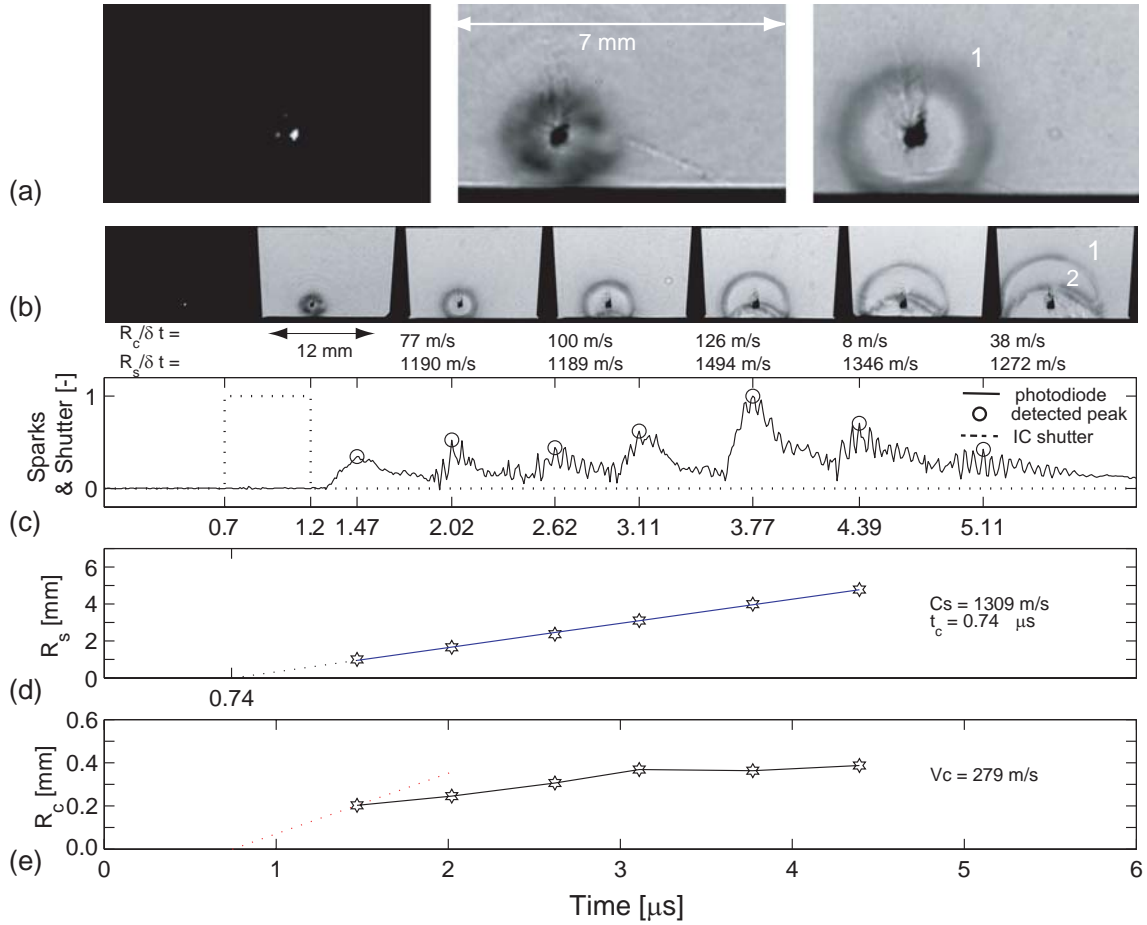 7 mm
1
(a)
1
2
(b)
R_c/δ t =
77 m/s 100 m/s 126 m/s 8 m/s 38 m/s
12 mm
R_s/δ t =
1190 m/s 1189 m/s 1494 m/s 1346 m/s 1272 m/s
Sparks
& Shutter [-]
1
0
photodiode
detected peak
IC shutter
(c)
0.7 1.2 1.47 2.02 2.62 3.11 3.77 4.39 5.11
R_s [mm]
6
4
2
0
Cs = 1309 m/s
t_c = 0.74 μs
(d)
0.74
R_c [mm]
0.6
0.4
0.2
0.0
Vc = 279 m/s
(e)
0 1 2 3 4 5 6
Time [μs]